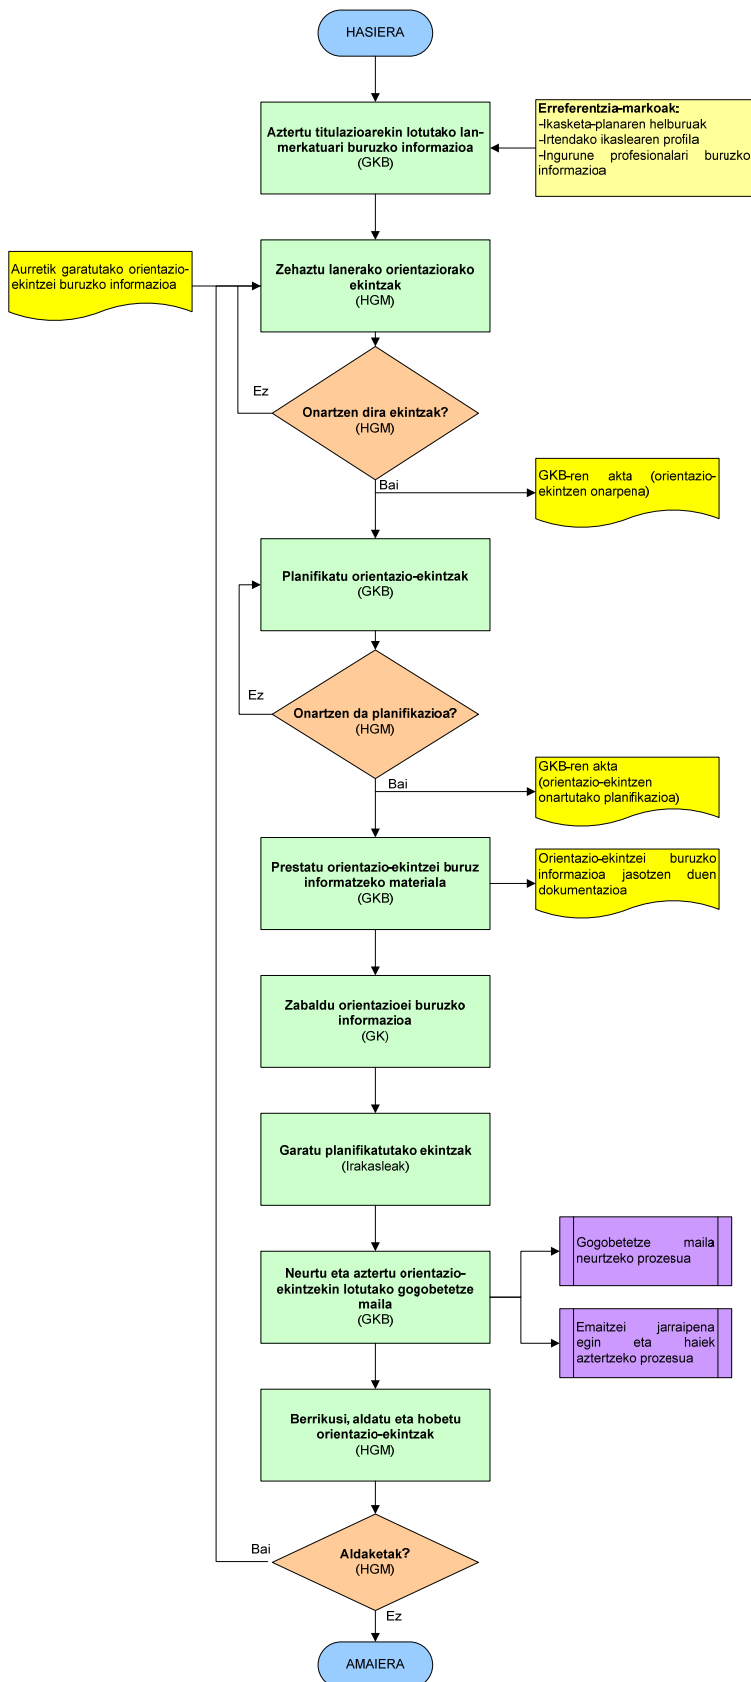 HASIERA
Aztertu titulazioarekin lotutako lan-
merkatuari buruzko informazioa
(GKB)
Erreferentzia-markoak:
-Ikasketa-planaren helburuak
-Irtendako ikaslearen profila
-Ingurune profesionalari buruzko
informazioa
Aurretik garatutako orientazio-
ekintzei buruzko informazioa
Zehaztu lanerako orientaziorako
ekintzak
(HGM)
Ez
Onartzen dira ekintzak?
(HGM)
Bai
GKB-ren akta (orientazio-
ekintzen onarpena)
Planifikatu orientazio-ekintzak
(GKB)
Ez
Onartzen da planifikazioa?
(HGM)
Bai
GKB-ren akta
(orientazio-ekintzen
onartutako planifikazioa)
Prestatu orientazio-ekintzei buruz
informatzeko materiala
(GKB)
Orientazio-ekintzei buruzko
informazioa jasotzen duen
dokumentazioa
Zabaldu orientazioei buruzko
informazioa
(GK)
Garatu planifikatutako ekintzak
(Irakasleak)
Neurtu eta aztertu orientazio-
ekintzekin lotutako gogobetetze
maila
(GKB)
Gogobetetze maila
neurtzeko prozesua
Emaitzei jarraipena
egin eta haiek
aztertzeko prozesua
Berrikusi, aldatu eta hobetu
orientazio-ekintzak
(HGM)
Bai
Aldaketak?
(HGM)
Ez
AMAIERA